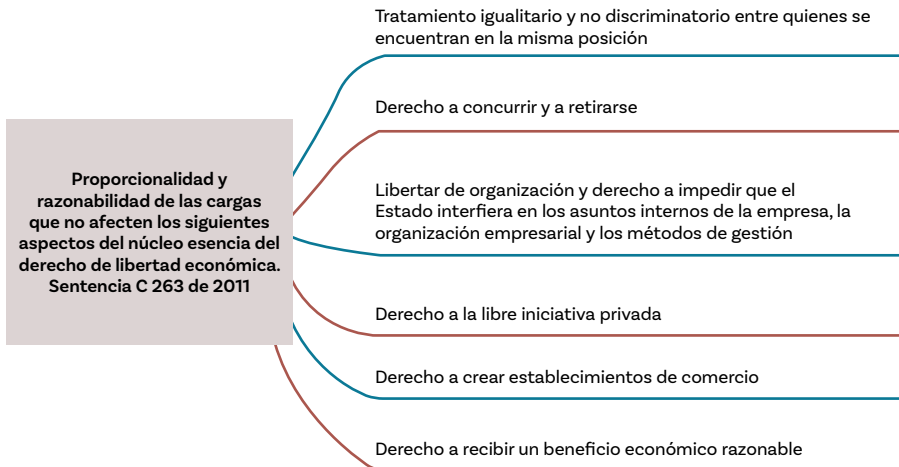 Tratamiento igualitario y no discriminatorio entre quienes se
encuentran en la misma posición
Derecho a concurrir y a retirarse
Proporcionalidad y
razonabilidad de las cargas
que no afecten los siguientes
aspectos del núcleo esencia del
derecho de libertad económica.
Sentencia C 263 de 2011
Libertar de organización y derecho a impedir que el
Estado interfiera en los asuntos internos de la empresa, la
organización empresarial y los métodos de gestión
Derecho a la libre iniciativa privada
Derecho a crear establecimientos de comercio
Derecho a recibir un beneficio económico razonable